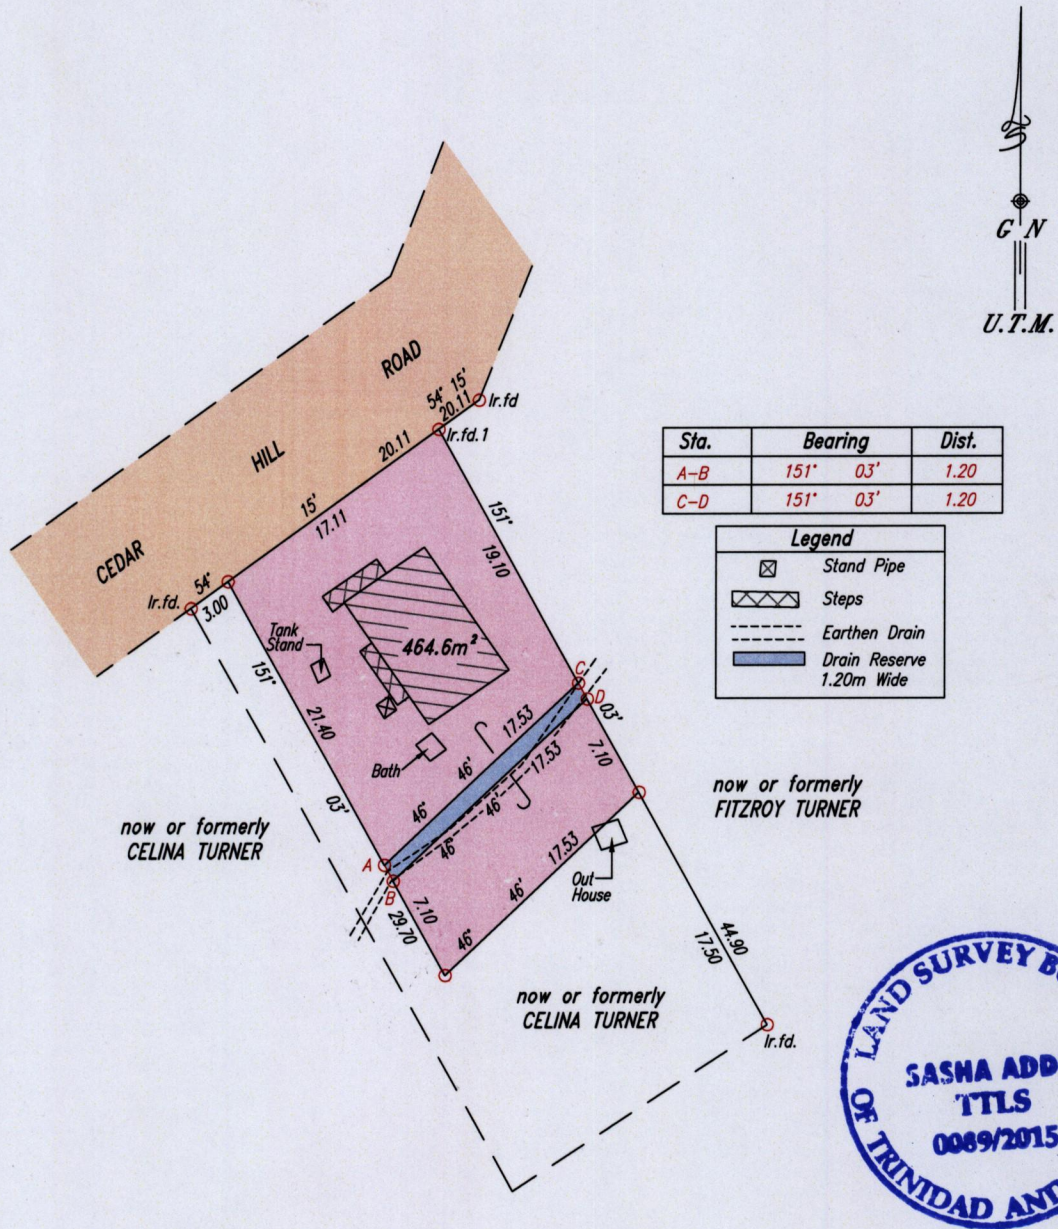 G N
U.T.M.
ROAD
HILL
CEDAR
54° 15'
20.11
Ir.fd
Ir.fd.1
20.11
15'
17.11
54°
3.00
Ir.fd.
Sta. Bearing Dist.
A-B 151° 03' 1.20
C-D 151° 03' 1.20
Legend
Stand Pipe
Steps
Earthen Drain
Drain Reserve
1.20m Wide
151°
19.10
Tank
Stand
464.6m²
151°
21.40
03'
C
D
03'
7.10
17.53
46'
46°
17.53
46'
46°
Bath
now or formerly
FITZROY TURNER
now or formerly
CELINA TURNER
A
B
7.10
29.70
17.53
46'
46°
Out
House
44.90
17.50
now or formerly
CELINA TURNER
Ir.fd.
LAND SURVEY
OF TRINIDAD AND
SASHA ADD
TTLS
0089/2015